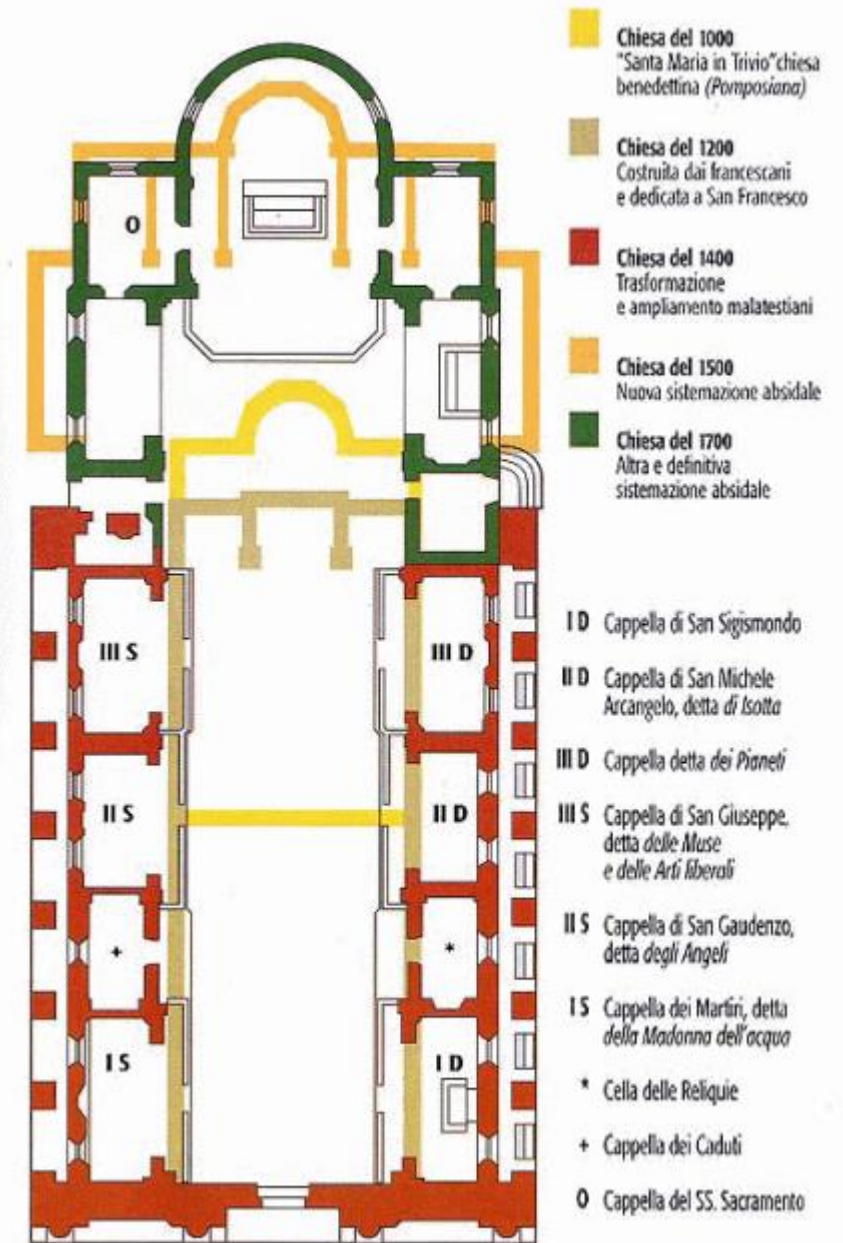 Chiesa del 1000
"Santa Maria in Trivio" chiesa
benedettina (Pomposiana)
Chiesa del 1200
Costruita dai francescani
e dedicata a San Francesco
Chiesa del 1400
Trasformazione
e ampliamento malatestiani
Chiesa del 1500
Nuova sistemazione absidale
Chiesa del 1700
Altra e definitiva
sistemazione absidale
I D Cappella di San Sigismondo
II D Cappella di San Michele
Arcangelo, detta di Isotta
III D Cappella detta dei Pianeti
III S Cappella di San Giuseppe,
detta delle Muse
e delle Arti liberali
II S Cappella di San Gaudenzo,
detta degli Angeli
I S Cappella dei Martiri, detta
della Madonna dell'acqua
* Cella delle Reliquie
+ Cappella dei Caduti
O Cappella del SS. Sacramento
O
III S
III D
II S
II D
+
*
I S
I D